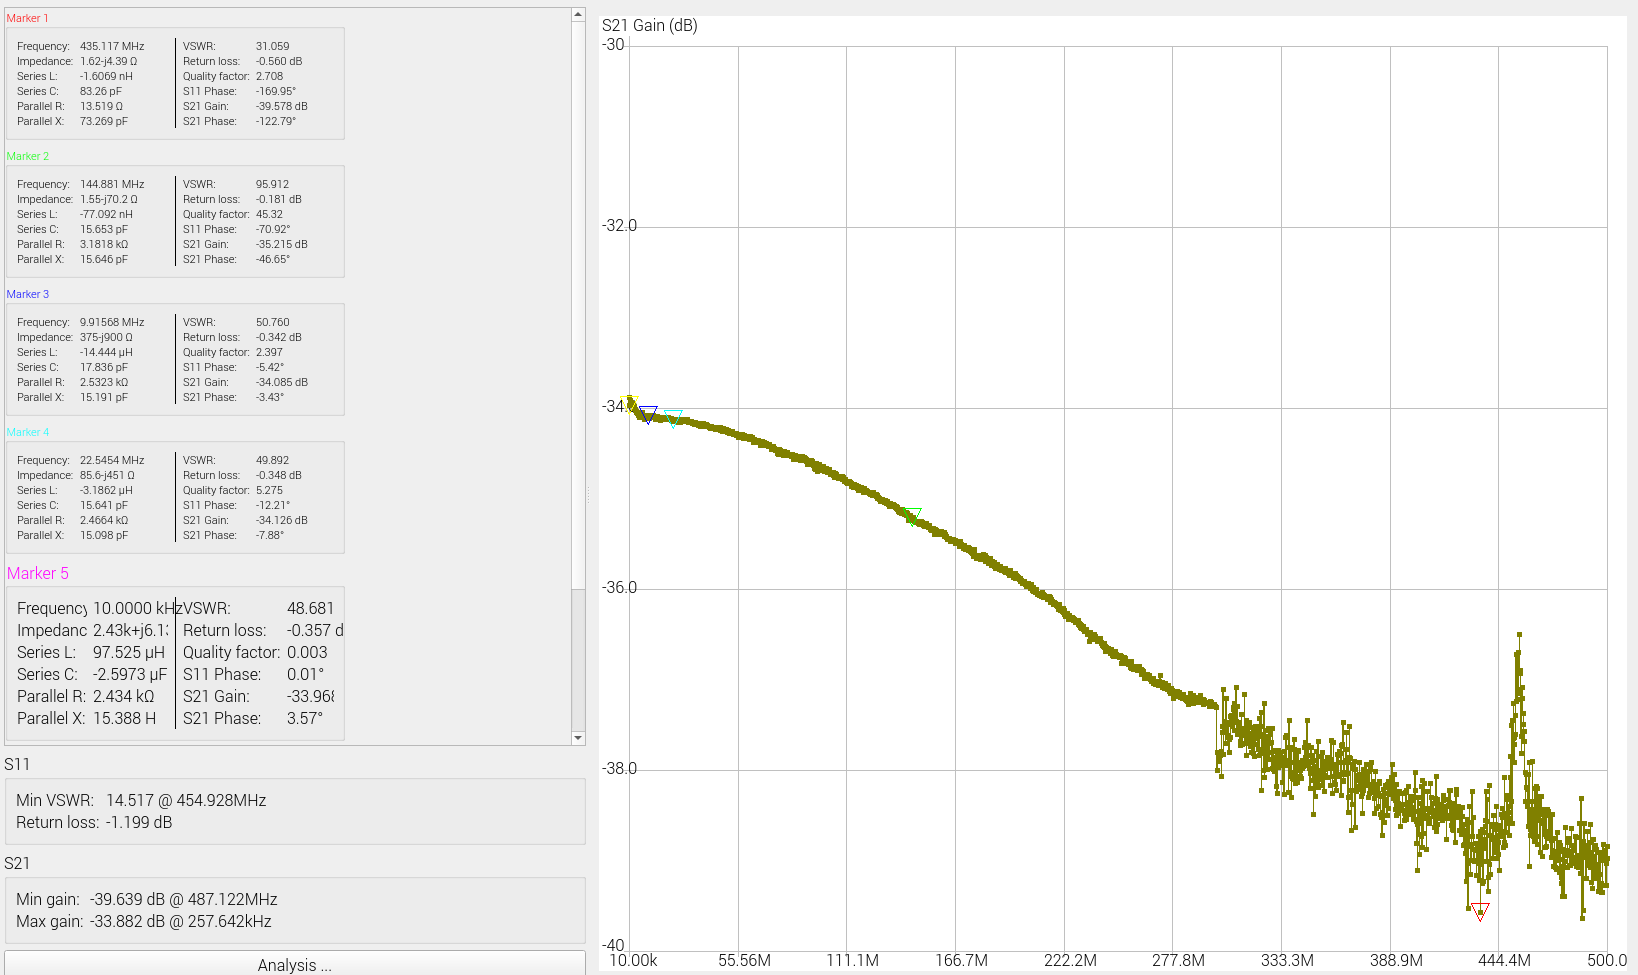 Marker 1
Frequency: 435.117 MHz VSWR: 31.059
Impedance: 1.62-j4.39 Ω Return loss: -0.560 dB
Series L: -1.6069 nH Quality factor: 2.708
Series C: 83.26 pF S11 Phase: -169.95°
Parallel R: 13.519 Ω S21 Gain: -39.578 dB
Parallel X: 73.269 pF S21 Phase: -122.79°
Marker 2
Frequency: 144.881 MHz VSWR: 95.912
Impedance: 1.55-j70.2 Ω Return loss: -0.181 dB
Series L: -77.092 nH Quality factor: 45.32
Series C: 15.653 pF S11 Phase: -70.92°
Parallel R: 3.1818 kΩ S21 Gain: -35.215 dB
Parallel X: 15.646 pF S21 Phase: -46.65°
Marker 3
Frequency: 9.91568 MHz VSWR: 50.760
Impedance: 375-j900 Ω Return loss: -0.342 dB
Series L: -14.444 µH Quality factor: 2.397
Series C: 17.836 pF S11 Phase: -5.42°
Parallel R: 2.5323 kΩ S21 Gain: -34.085 dB
Parallel X: 15.191 pF S21 Phase: -3.43°
Marker 4
Frequency: 22.5454 MHz VSWR: 49.892
Impedance: 85.6-j451 Ω Return loss: -0.348 dB
Series L: -3.1862 µH Quality factor: 5.275
Series C: 15.641 pF S11 Phase: -12.21°
Parallel R: 2.4664 kΩ S21 Gain: -34.126 dB
Parallel X: 15.098 pF S21 Phase: -7.88°
Marker 5
Frequency 10.0000 kHz VSWR: 48.681
Impedanc 2.43k+j6.1 Return loss: -0.357 d
Series L: 97.525 µH Quality factor: 0.003
Series C: -2.5973 µF S11 Phase: 0.01°
Parallel R: 2.434 kΩ S21 Gain: -33.968
Parallel X: 15.388 H S21 Phase: 3.57°
S11
Min VSWR: 14.517 @ 454.928MHz
Return loss: -1.199 dB
S21
Min gain: -39.639 dB @ 487.122MHz
Max gain: -33.882 dB @ 257.642kHz
Analysis ...
S21 Gain (dB)
-30
-32.0
-34.
-36.0
-38.0
-40
10.00k 55.56M 111.1M 166.7M 222.2M 277.8M 333.3M 388.9M 444.4M 500.0